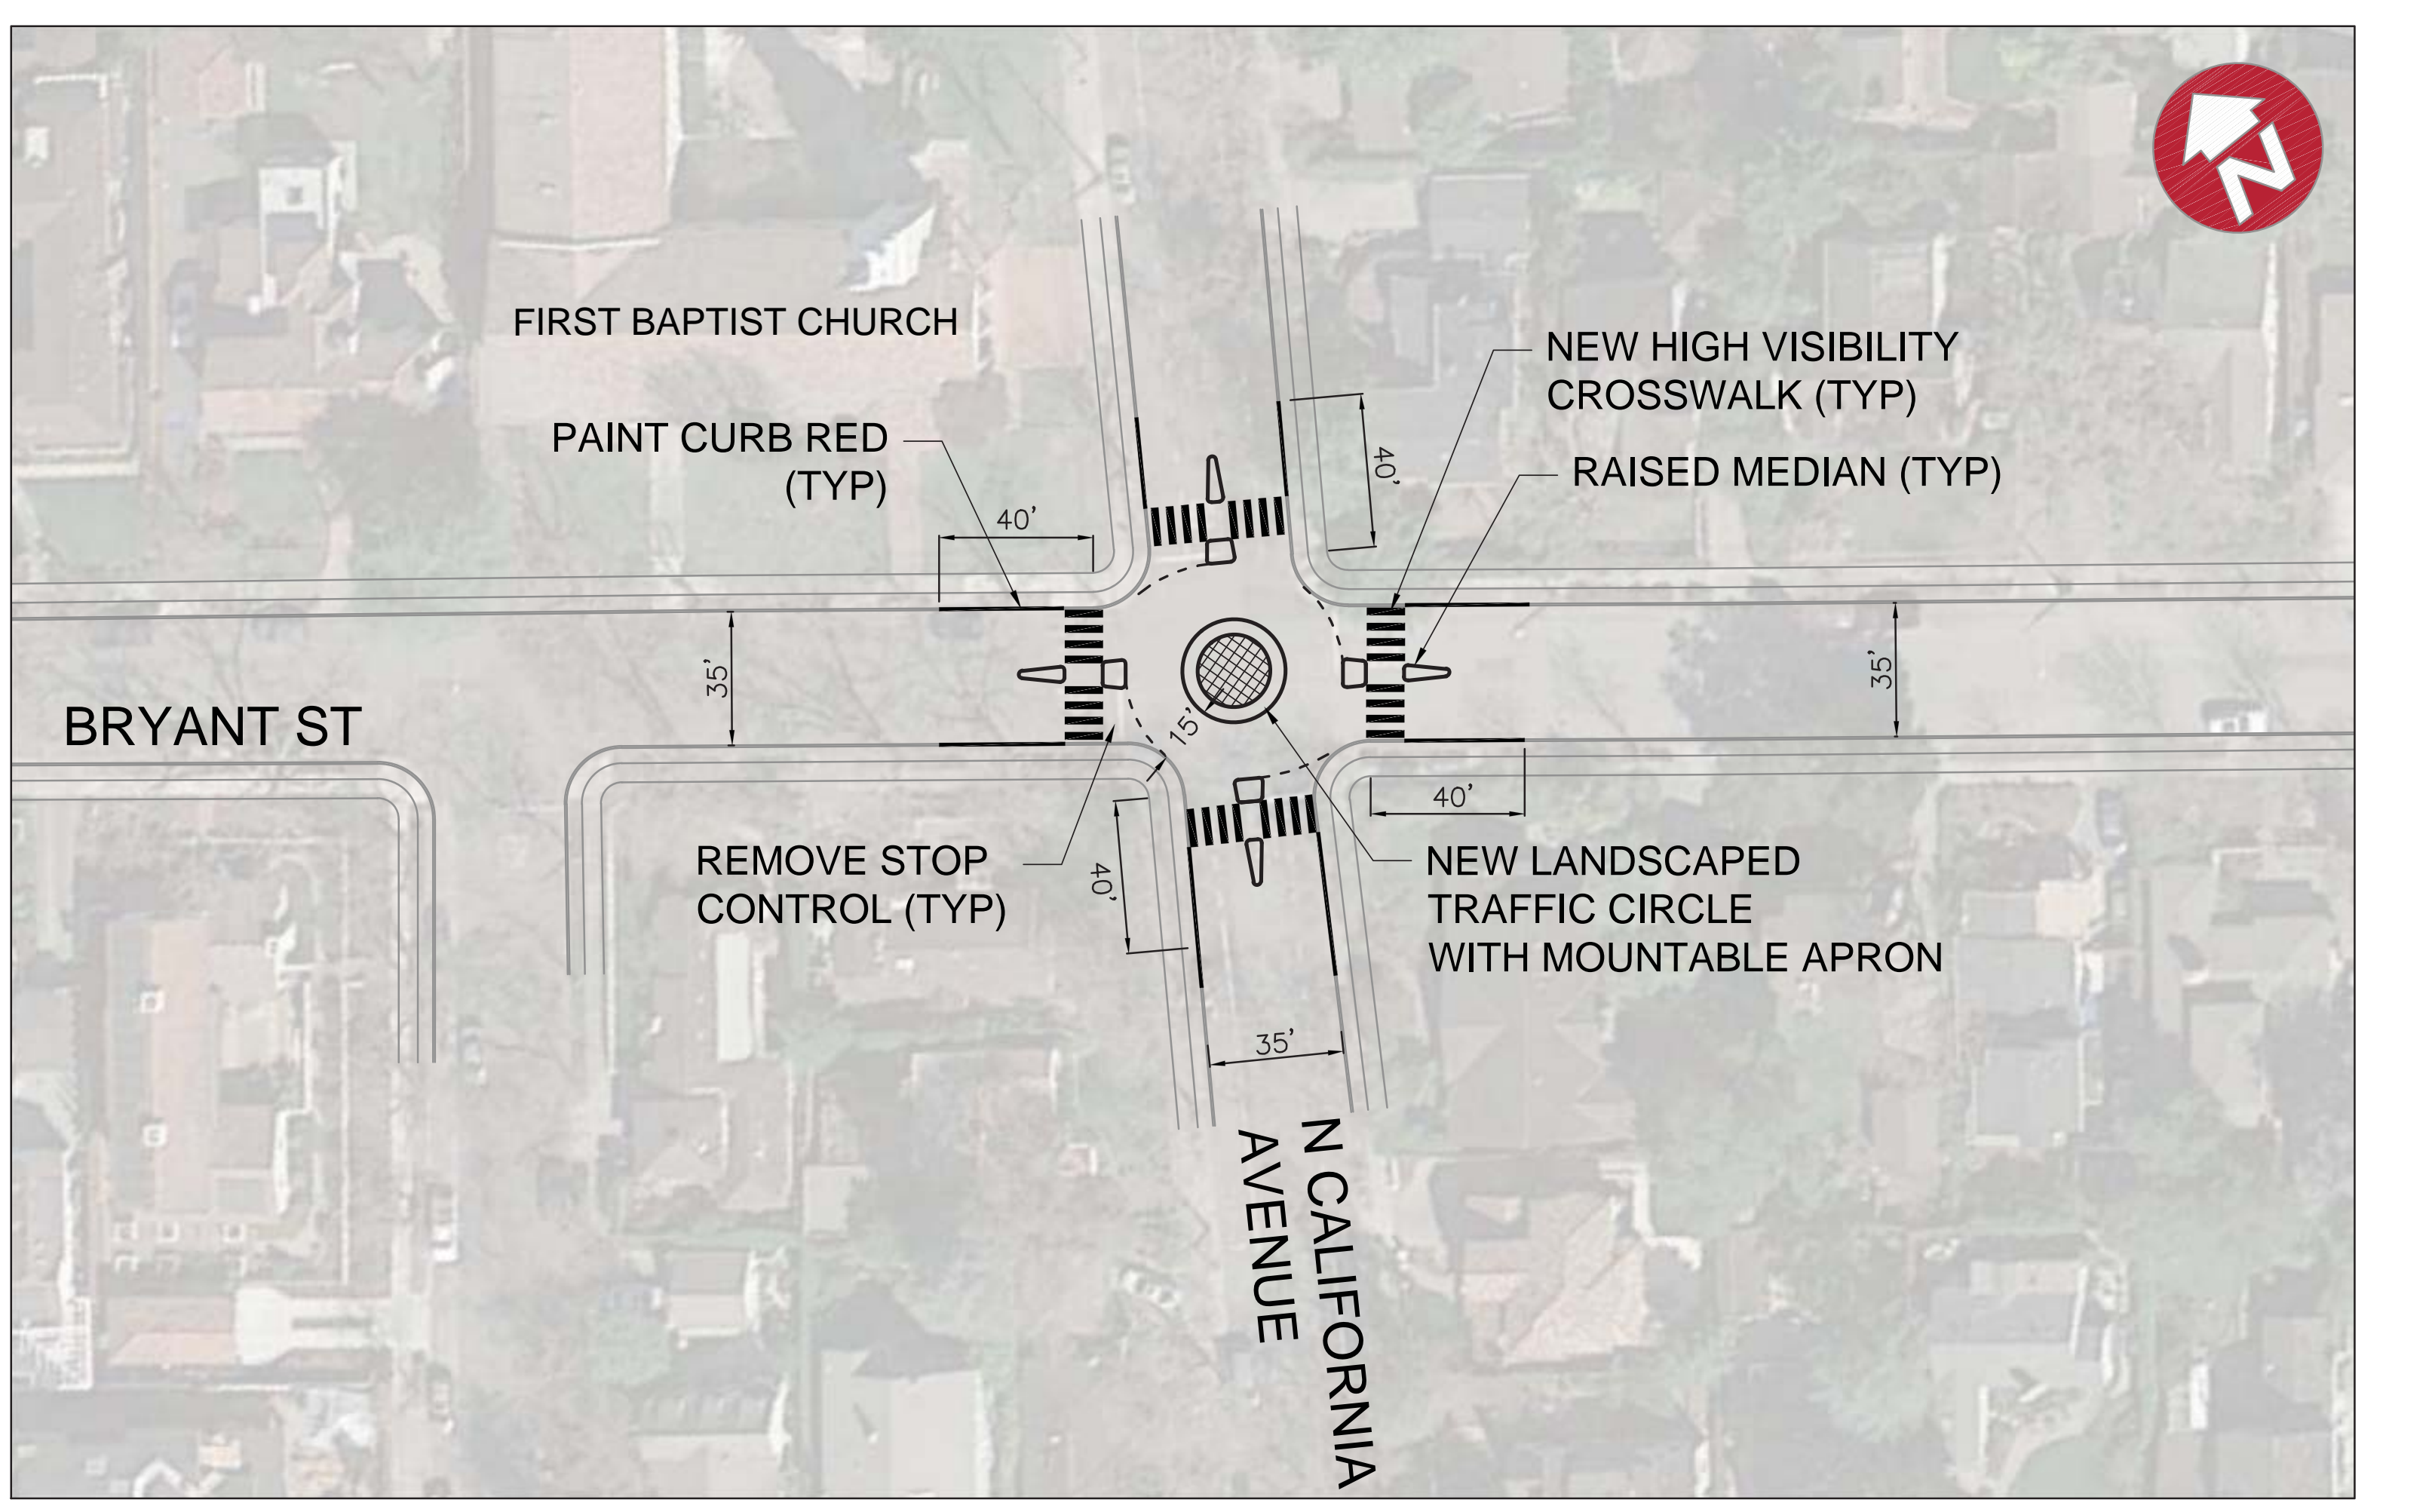 N
FIRST BAPTIST CHURCH
NEW HIGH VISIBILITY
CROSSWALK (TYP)
PAINT CURB RED
(TYP)
RAISED MEDIAN (TYP)
40’
40’
35’
35’
BRYANT ST
15’
40’
40’
REMOVE STOP
CONTROL (TYP)
NEW LANDSCAPED
TRAFFIC CIRCLE
WITH MOUNTABLE APRON
35’
N CALIFORNIA
AVENUE